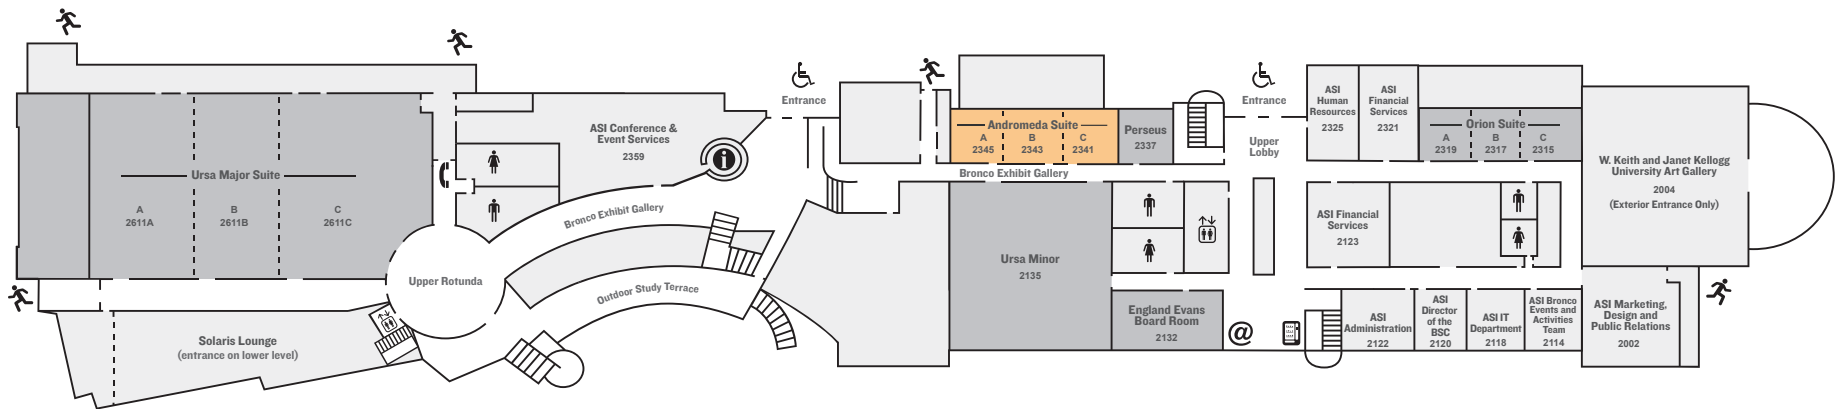 Ursa Major Suite
A
2611A
B
2611B
C
2611C
Solaris Lounge
(entrance on lower level)
Upper Rotunda
ASI Conference &
Event Services
2359
i
Bronco Exhibit Gallery
Outdoor Study Terrace
Entrance
Andromeda Suite
A
2345
B
2343
C
2341
Perseus
2337
Bronco Exhibit Gallery
Ursa Minor
2135
England Evans
Board Room
2132
@
Entrance
Upper
Lobby
ASI
Human
Resources
2325
ASI
Financial
Services
2321
Orion Suite
A
2319
B
2317
C
2315
ASI Financial
Services
2123
ASI
Administration
2122
ASI
Director
of the
BSC
2120
ASI IT
Department
2118
ASI Bronco
Events and
Activities
Team
2114
W. Keith and Janet Kellogg
University Art Gallery
2004
(Exterior Entrance Only)
ASI Marketing,
Design and
Public Relations
2002